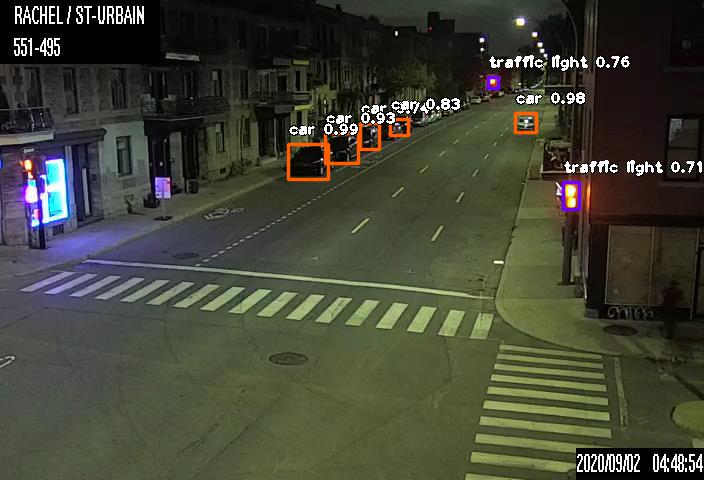 RACHEL / ST-URBAIN
551-495
traffic light 0.76
car 0.98
car 0.83
car 0.93
car 0.99
traffic light 0.71
2020/09/02 04:48:54